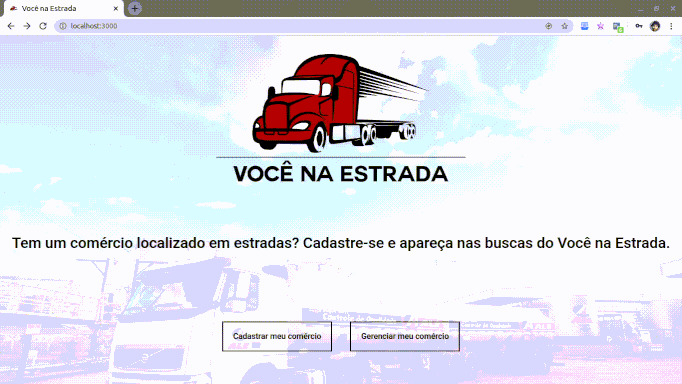 Você na Estrada
localhost:3000
VOCÊ NA ESTRADA
Tem um comércio localizado em estradas? Cadastre-se e apareça nas buscas do Você na Estrada.
Cadastrar meu comércio
Gerenciar meu comércio